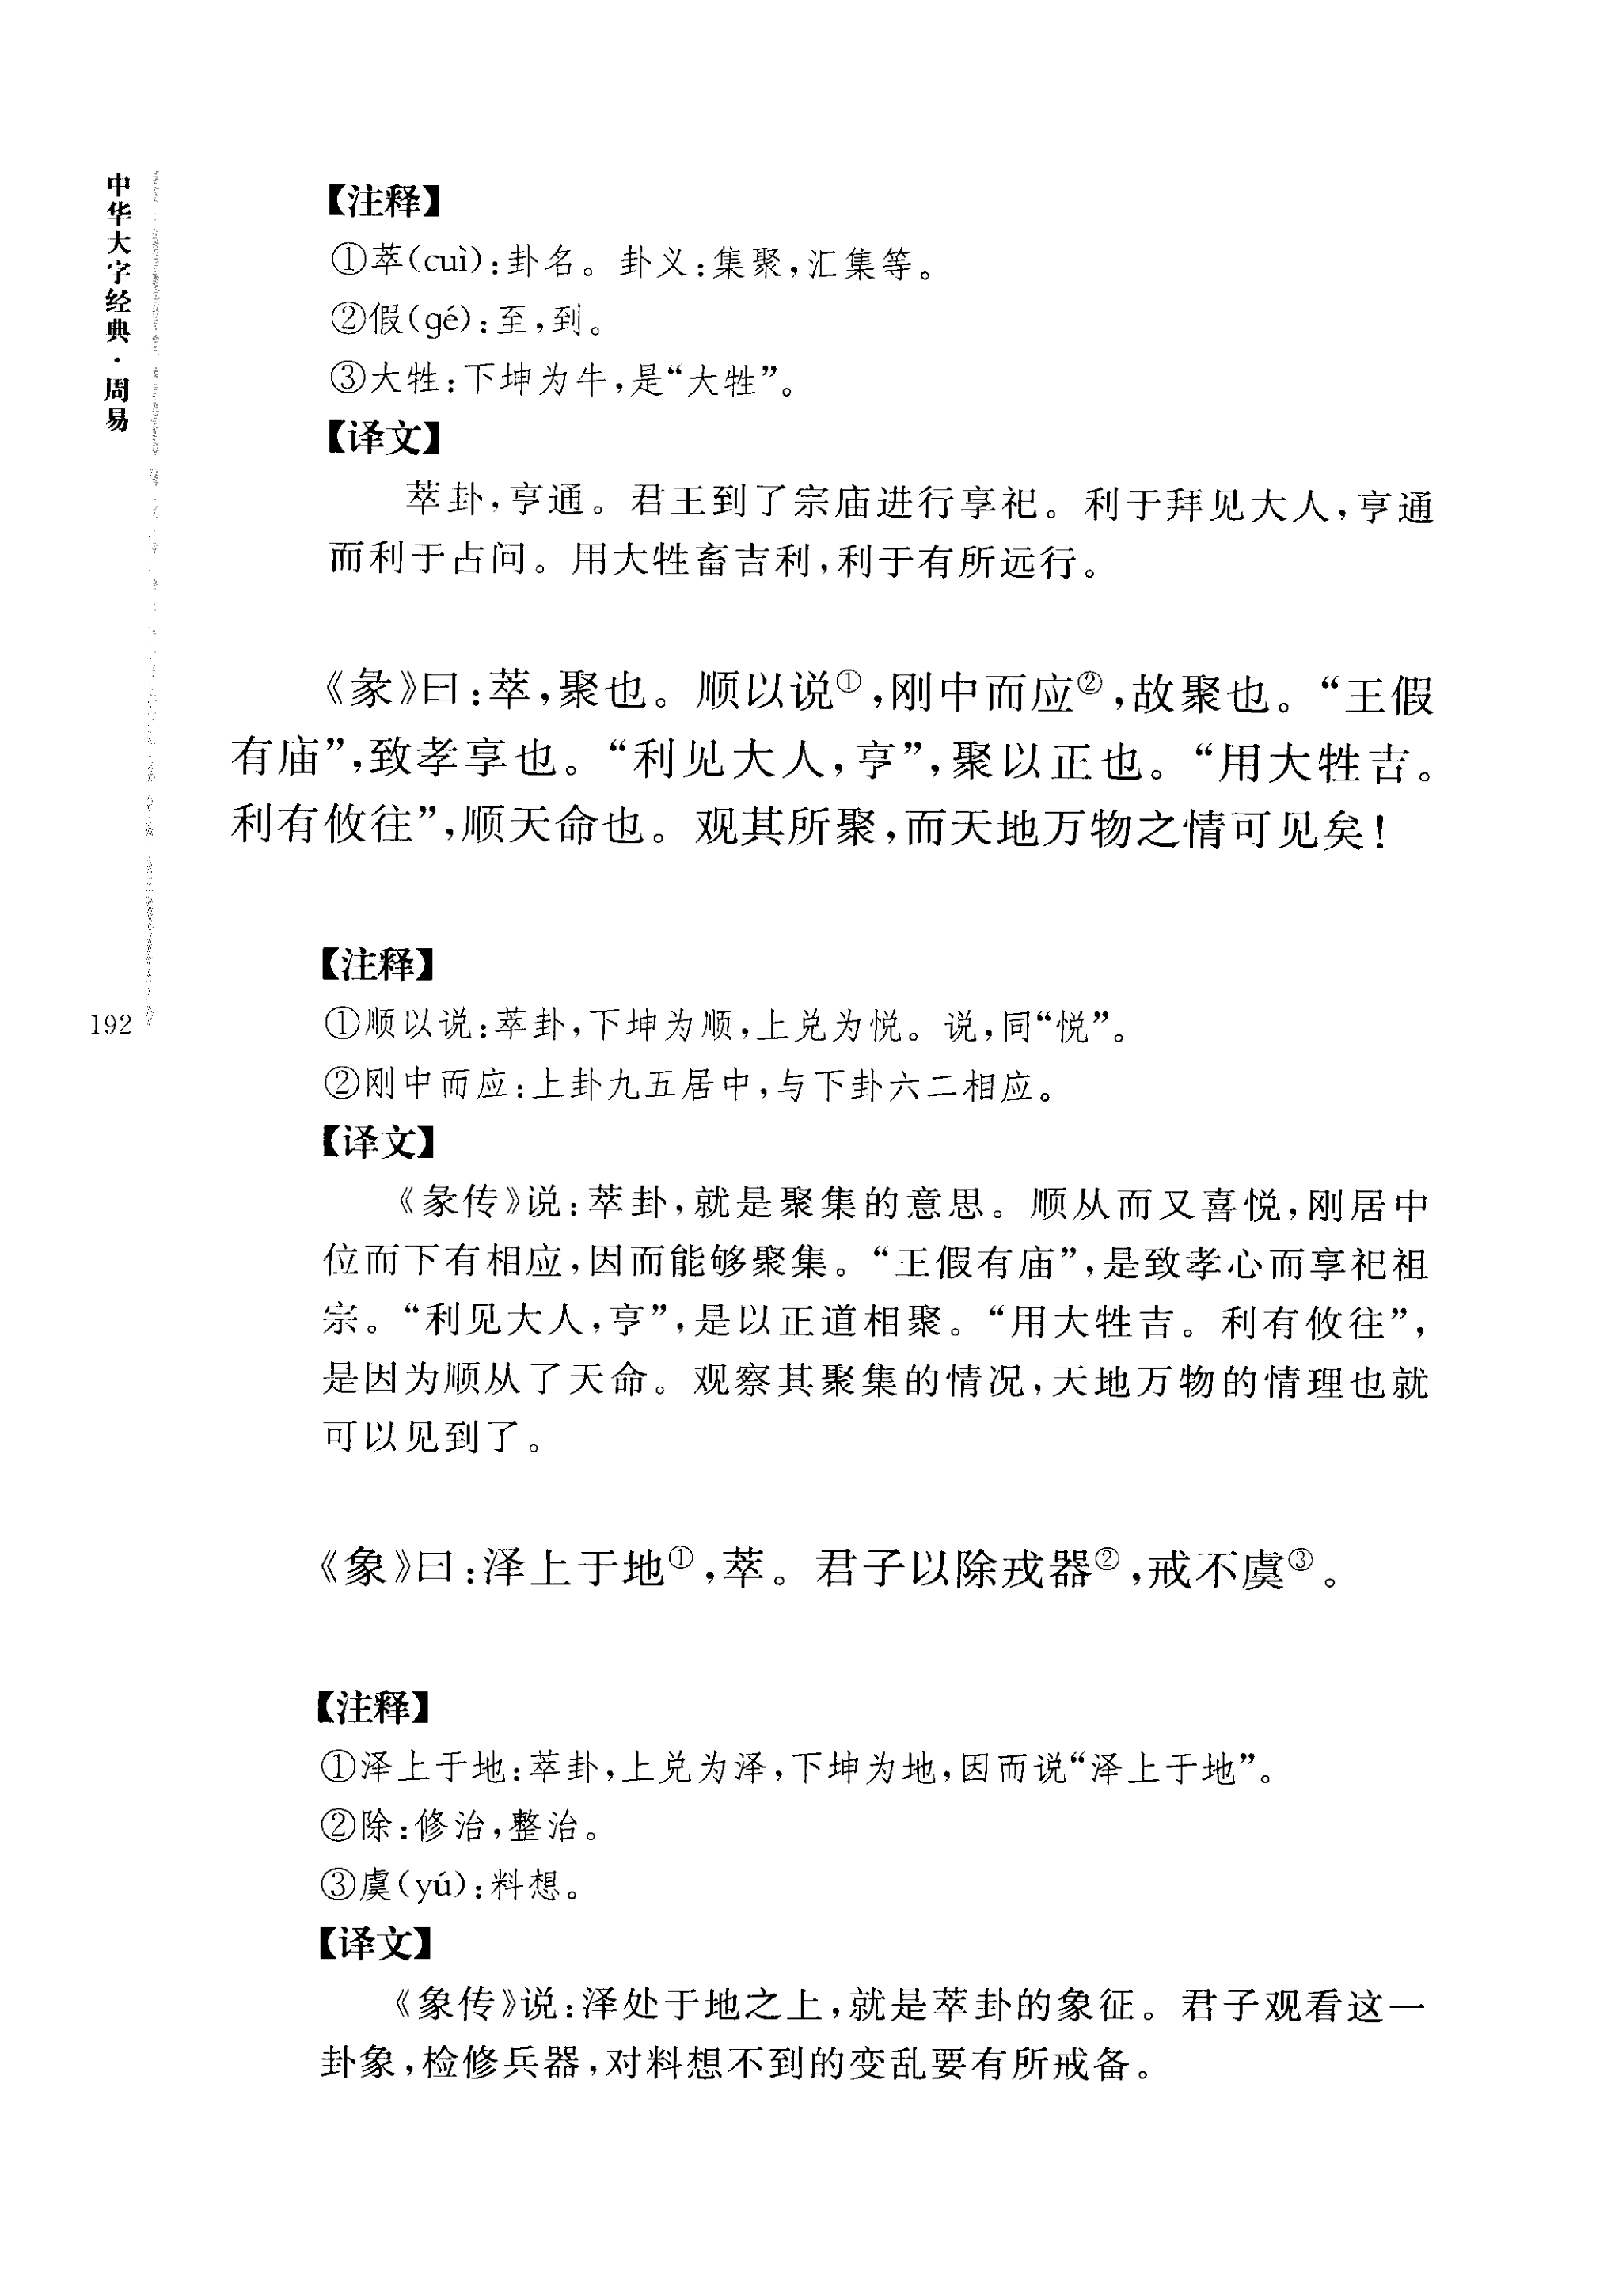 中华大字经典·周易
192
【注释】
①萃(cuì):卦名。卦义:集聚,汇集等。
②假(gé):至,到。
③大牲:下坤为牛,是“大牲”。
【译文】
萃卦,亨通。君王到了宗庙进行享祀。利于拜见大人,亨通
而利于占问。用大牲畜吉利,利于有所远行。
《彖》曰:萃,聚也。顺以说①,刚中而应②,故聚也。“王假
有庙”,致孝享也。“利见大人,亨”,聚以正也。“用大牲吉。
利有攸往”,顺天命也。观其所聚,而天地万物之情可见矣!
【注释】
①顺以说:萃卦,下坤为顺,上兑为悦。说,同“悦”。
②刚中而应:上卦九五居中,与下卦六二相应。
【译文】
《彖传》说:萃卦,就是聚集的意思。顺从而又喜悦,刚居中
位而下有相应,因而能够聚集。“王假有庙”,是致孝心而享祀祖
宗。“利见大人,亨”,是以正道相聚。“用大牲吉。利有攸往”,
是因为顺从了天命。观察其聚集的情况,天地万物的情理也就
可以见到了。
《象》曰:泽上于地①,萃。君子以除戎器②,戒不虞③。
【注释】
①泽上于地:萃卦,上兑为泽,下坤为地,因而说“泽上于地”。
②除:修治,整治。
③虞(yú):料想。
【译文】
《象传》说:泽处于地之上,就是萃卦的象征。君子观看这一
卦象,检修兵器,对料想不到的变乱要有所戒备。